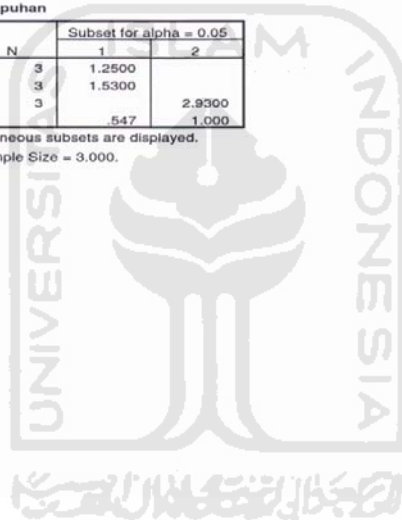 puhan
N Subset for alpha = 0.05
1 2
3 1.2500
3 1.5300
3 2.9300
.547 1.000
neous subsets are displayed.
nple Size = 3.000.
ISLAM
UNIVERSITAS
INDONESIA